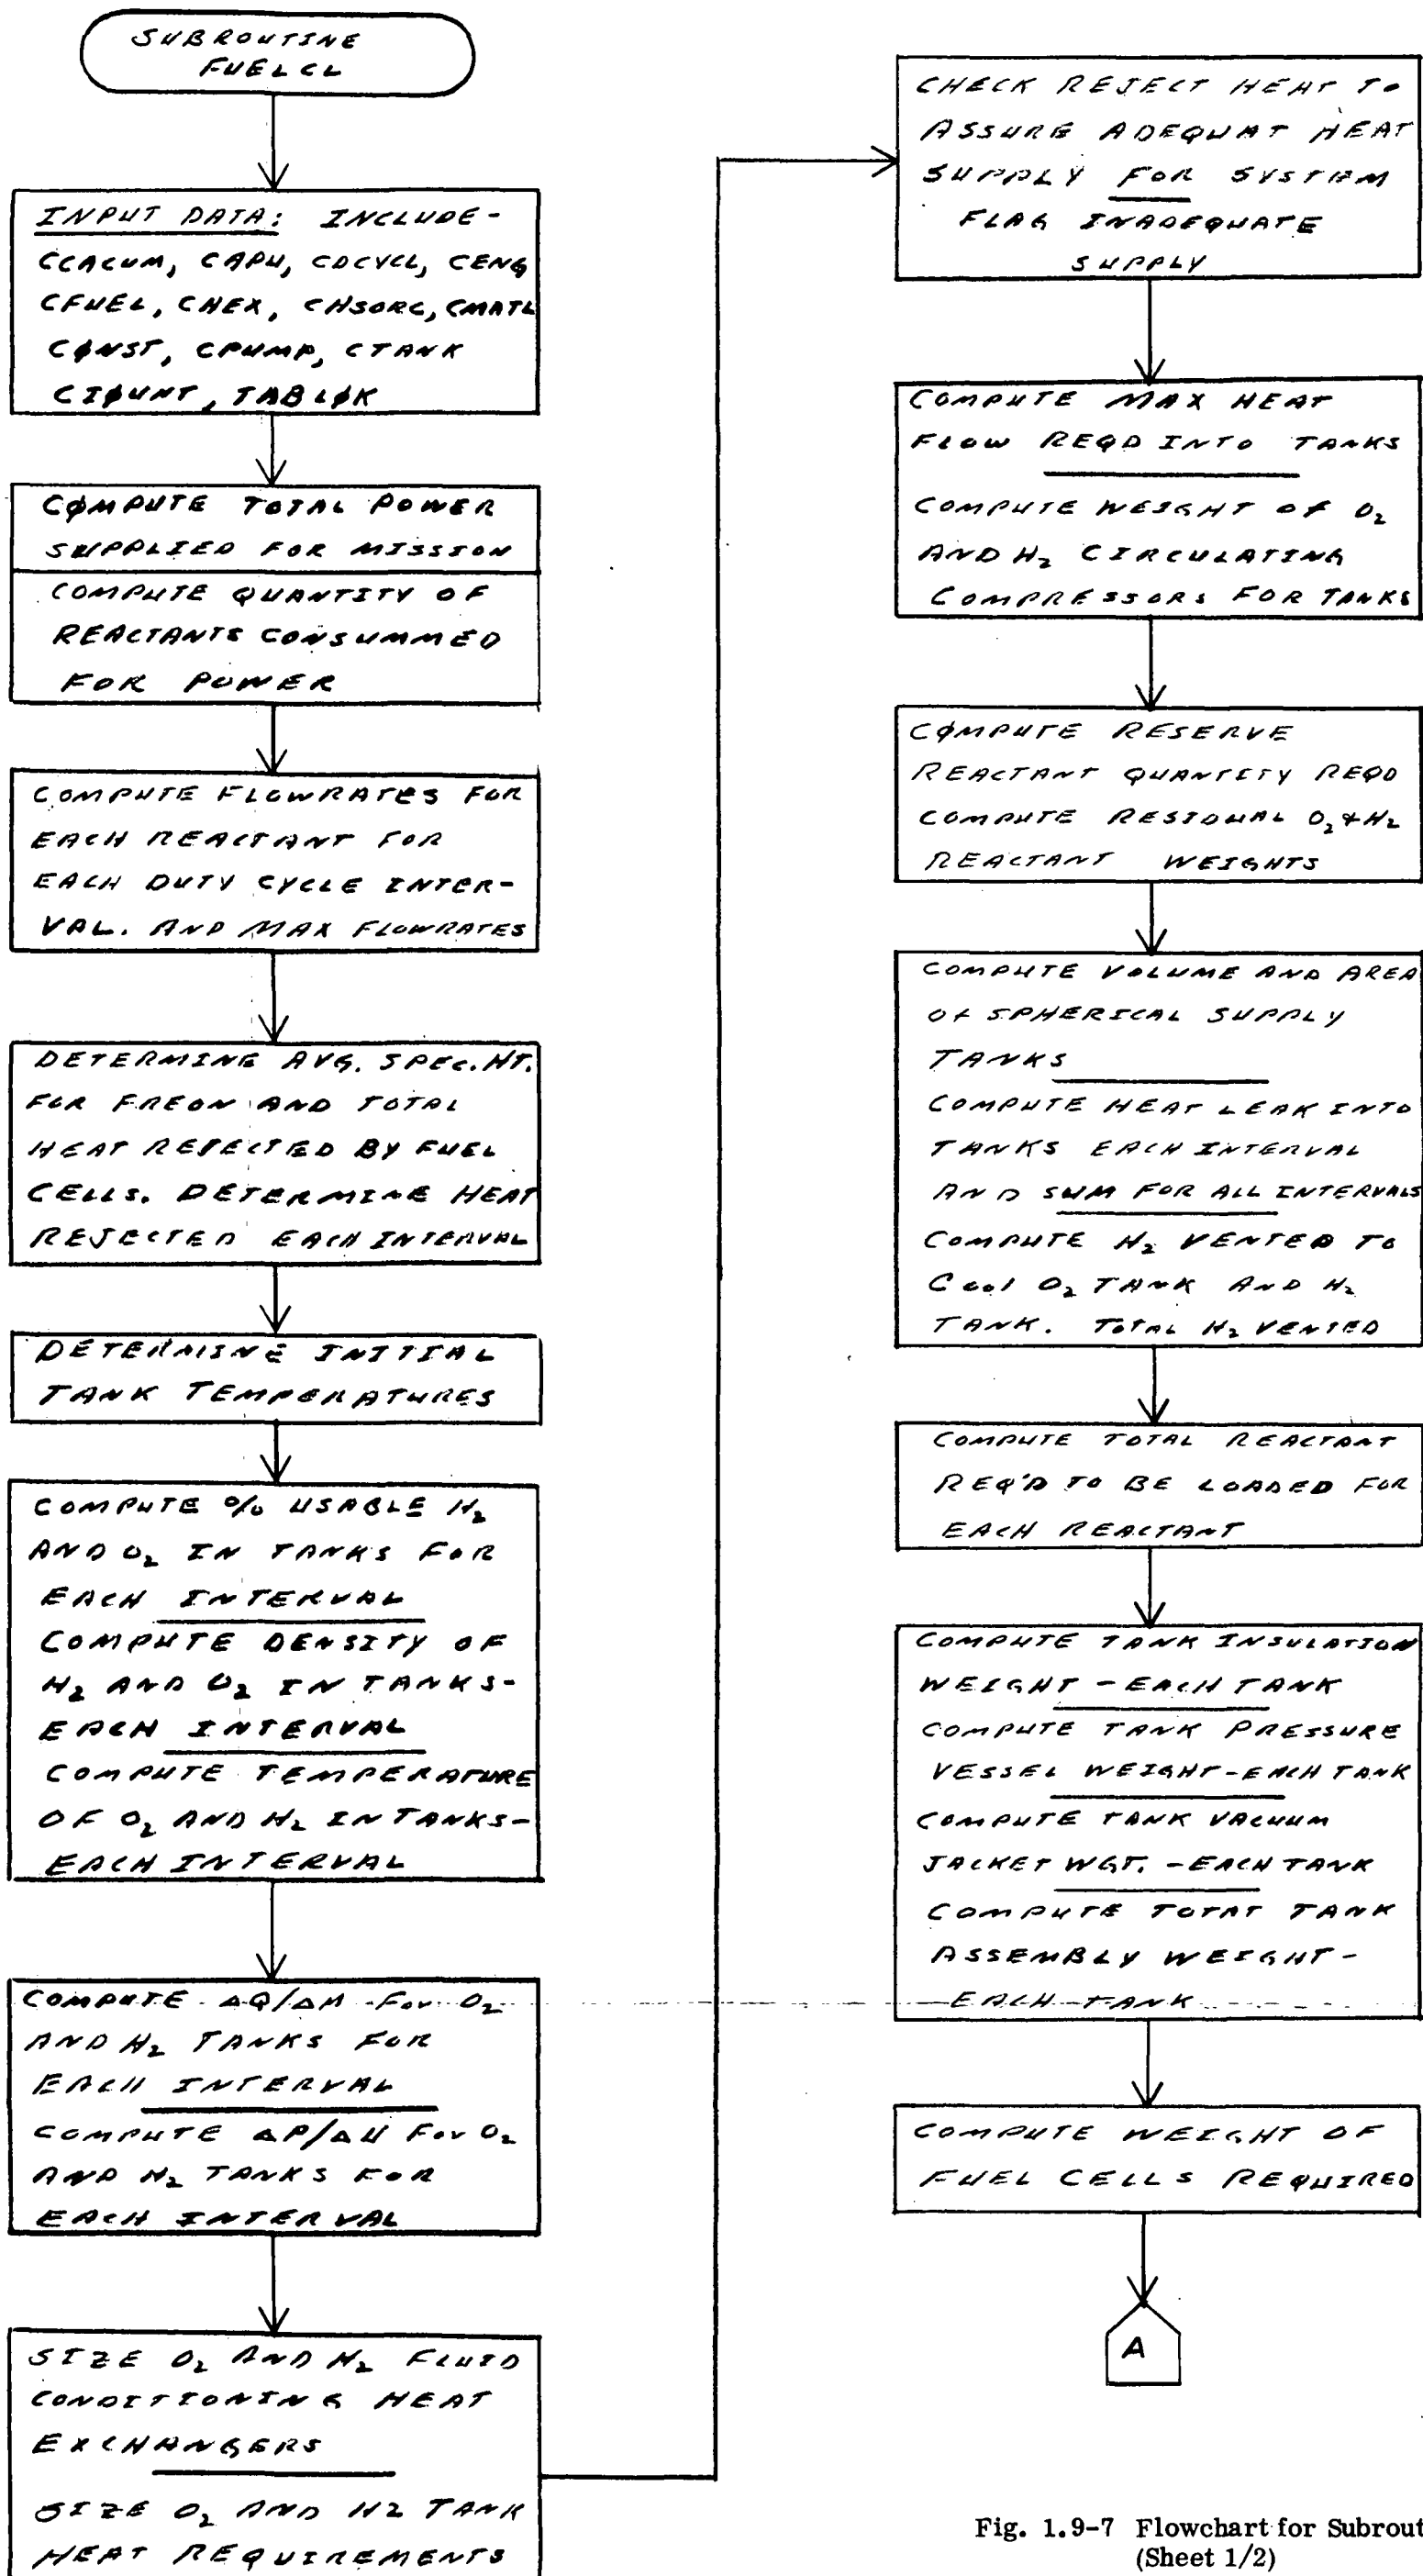 SUBROUTINE
FUELCL
INPUT DATA: INCLUDE-
CCACUM, CAPU, CDCYCL, CENG
CFUEL, CHEX, CHSORC, CMATL
CØNST, CPUMP, CTANK
CIØUNT, TABLØK
CØMPUTE TOTAL POWER
SUPPLIED FOR MISSION
COMPUTE QUANTITY OF
REACTANTS CONSUMMED
FOR POWER
COMPUTE FLOWRATES FOR
EACH REACTANT FOR
EACH DUTY CYCLE INTER-
VAL. AND MAX FLOWRATES
DETERMINE AVG. SPEC. HT.
FOR FREON AND TOTAL
HEAT REJECTED BY FUEL
CELLS. DETERMINE HEAT
REJECTED EACH INTERVAL
DETERMINE INITIAL
TANK TEMPERATURES
COMPUTE % USABLE H₂
AND O₂ IN TANKS FOR
EACH INTERVAL
COMPUTE DENSITY OF
H₂ AND O₂ IN TANKS-
EACH INTERVAL
COMPUTE TEMPERATURE
OF O₂ AND H₂ IN TANKS-
EACH INTERVAL
COMPUTE ΔQ/ΔM For O₂
AND H₂ TANKS FOR
EACH INTERVAL
COMPUTE ΔP/ΔU For O₂
AND H₂ TANKS FOR
EACH INTERVAL
SIZE O₂ AND H₂ FLUID
CONDITIONING HEAT
EXCHANGERS
SIZE O₂ AND H2 TANK
HEAT REQUIREMENTS
CHECK REJECT HEAT TO
ASSURE ADEQUAT HEAT
SUPPLY FOR SYSTEM
FLAG INADEQUATE
SUPPLY
COMPUTE MAX HEAT
FLOW REQD INTO TANKS
COMPUTE WEIGHT OF O₂
AND H₂ CIRCULATING
COMPRESSORS FOR TANKS
CØMPUTE RESERVE
REACTANT QUANTITY REQD
COMPUTE RESIDUAL O₂ & H₂
REACTANT WEIGHTS
COMPUTE VOLUME AND AREA
OF SPHERICAL SUPPLY
TANKS
COMPUTE HEAT LEAK INTO
TANKS EACH INTERVAL
AND SUM FOR ALL INTERVALS
COMPUTE H₂ VENTED TO
Cool O₂ TANK AND H₂
TANK. TOTAL H₂ VENTED
COMPUTE TOTAL REACTANT
REQ'D TO BE LOADED FOR
EACH REACTANT
COMPUTE TANK INSULATION
WEIGHT - EACH TANK
COMPUTE TANK PRESSURE
VESSEL WEIGHT - EACH TANK
COMPUTE TANK VACUUM
JACKET WGT. - EACH TANK
COMPUTE TOTAT TANK
ASSEMBLY WEIGHT-
EACH TANK
COMPUTE WEIGHT OF
FUEL CELLS REQUIRED
A
Fig. 1.9-7 Flowchart for Subrout
(Sheet 1/2)